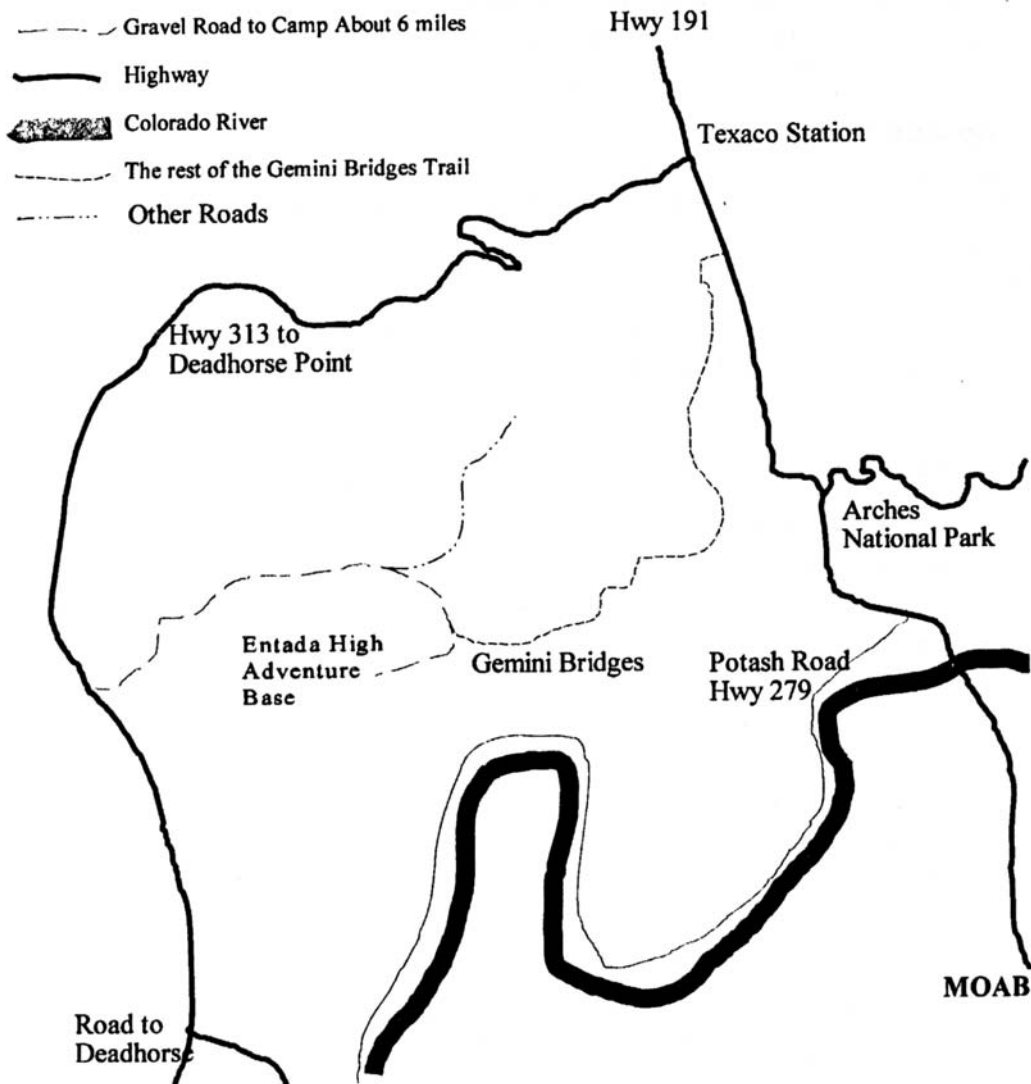 Gravel Road to Camp About 6 miles
Hwy 191
Highway
Colorado River
Texaco Station
The rest of the Gemini Bridges Trail
Other Roads
Hwy 313 to
Deadhorse Point
Arches
National Park
Entada High
Adventure
Base
Gemini Bridges
Potash Road
Hwy 279
MOAB
Road to
Deadhorse